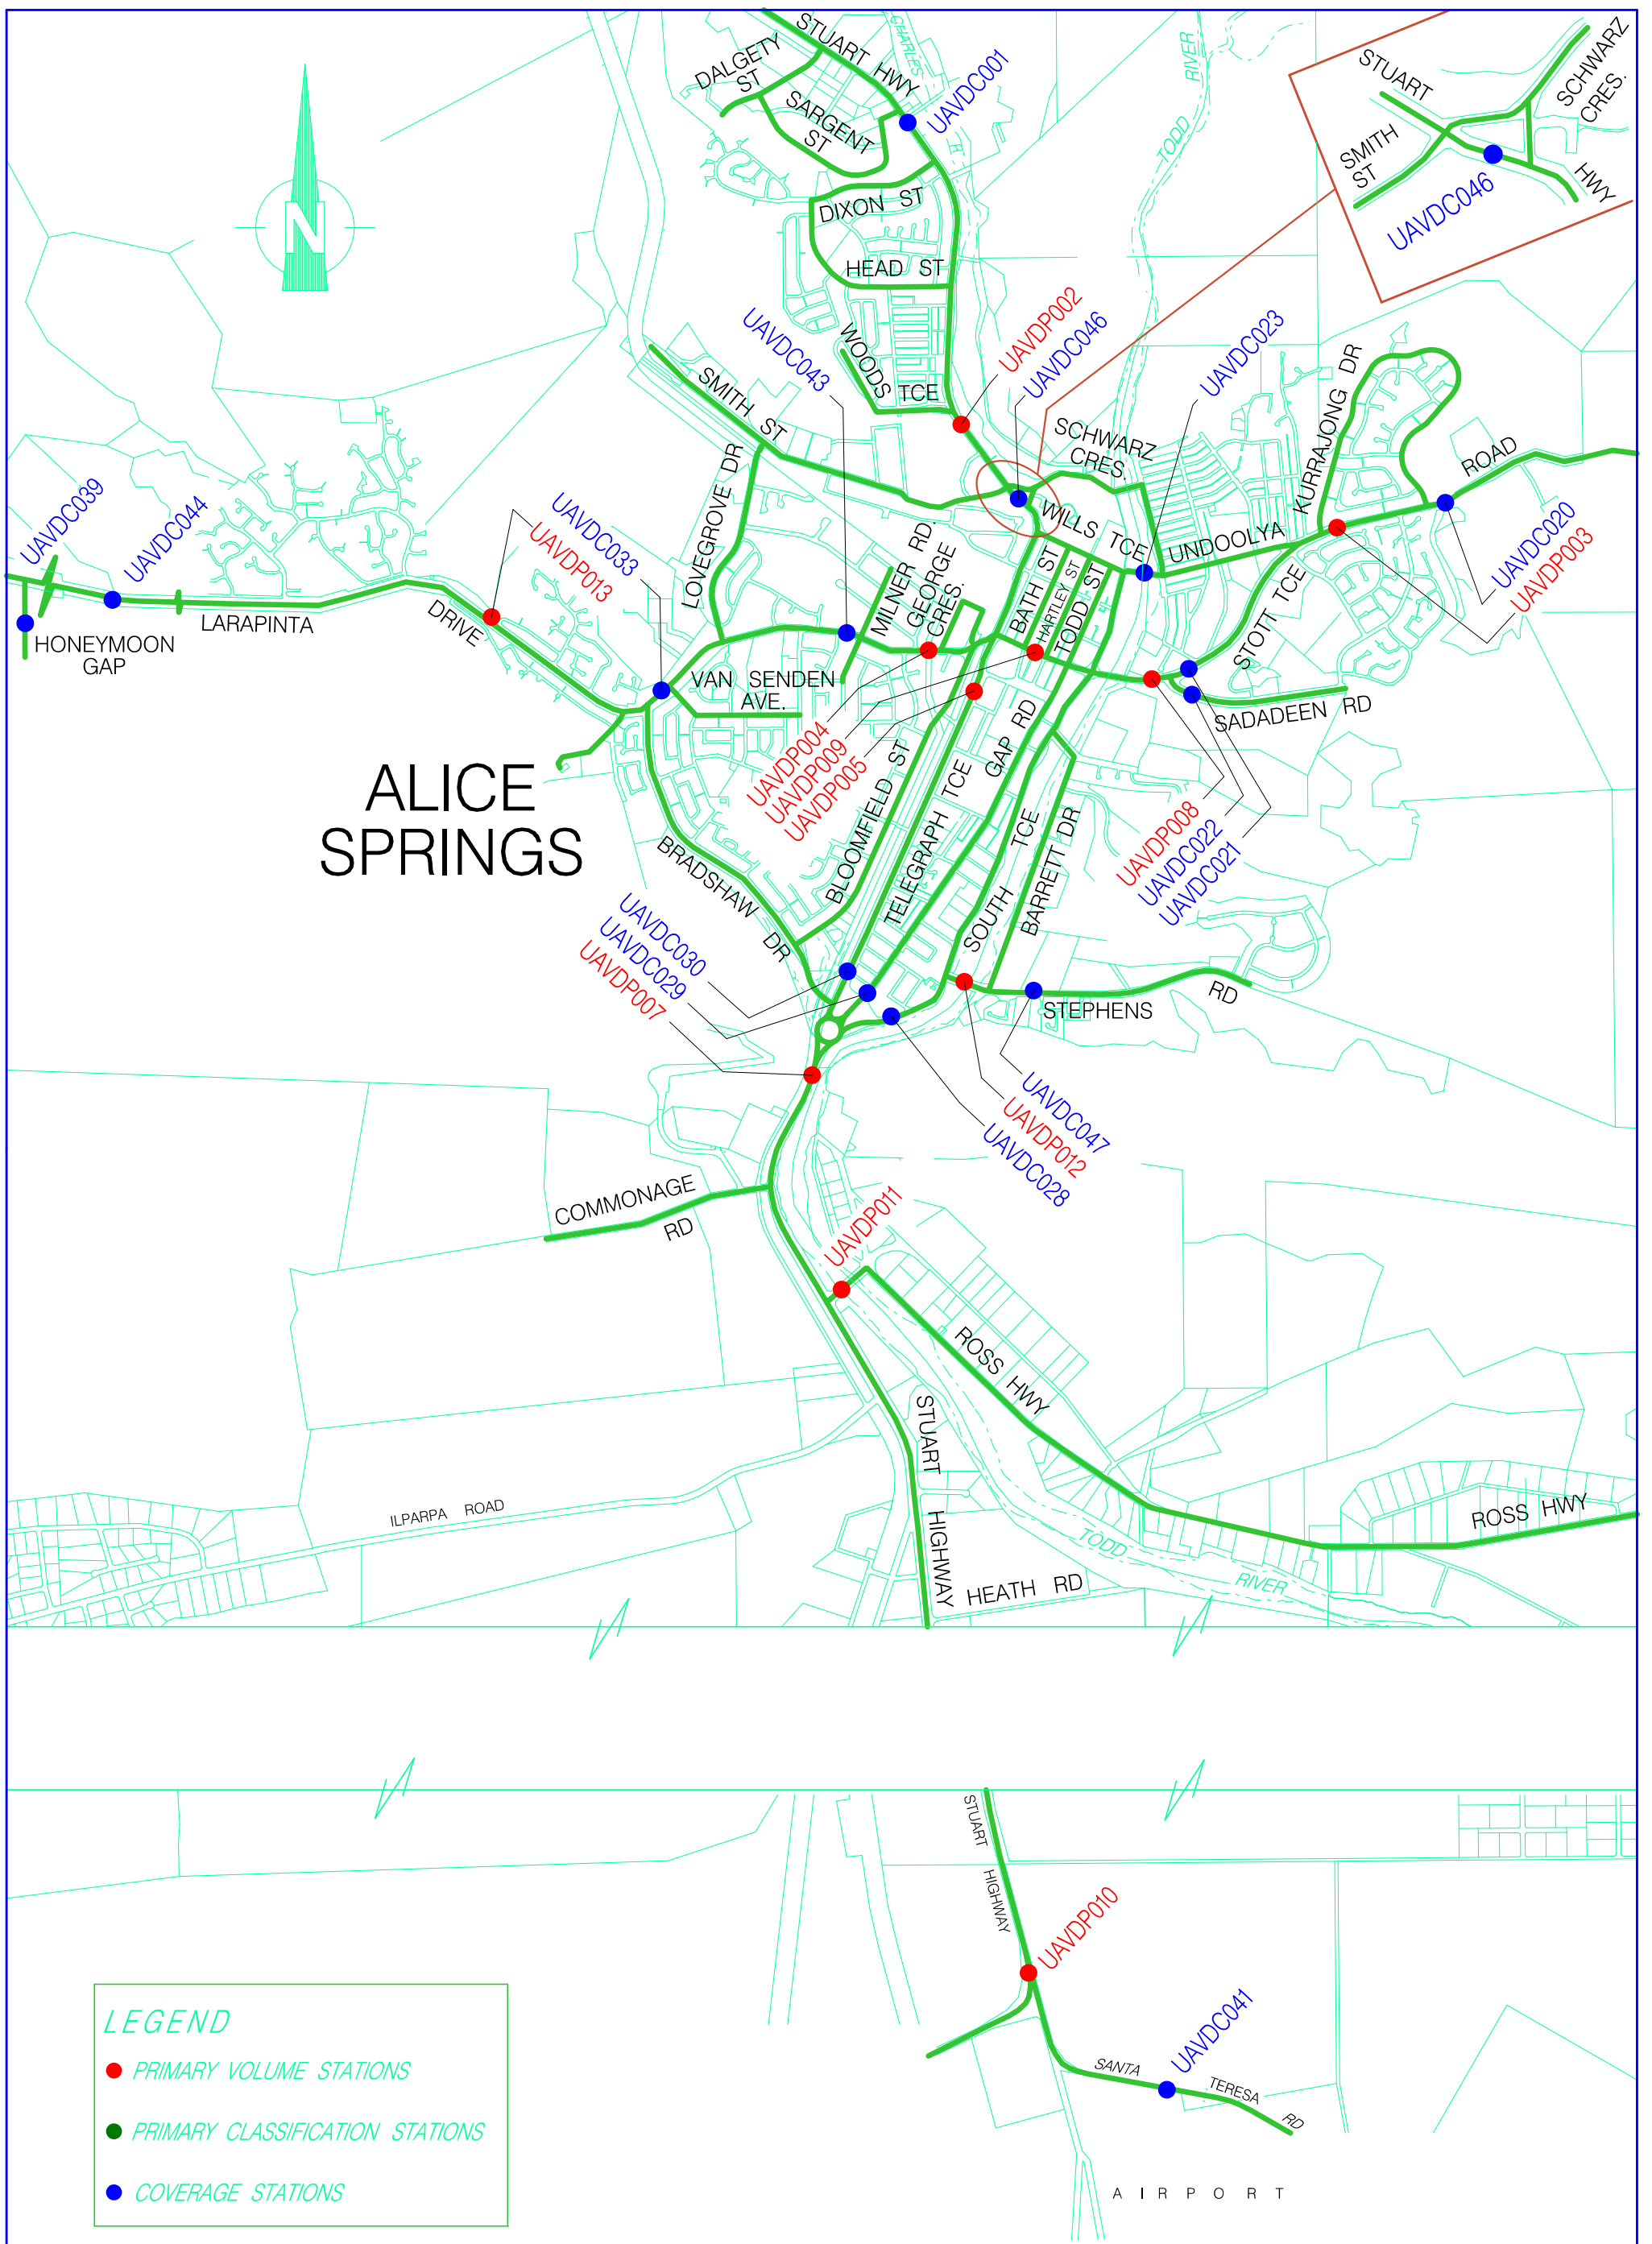 STUART HWY
CHARLES
DALGETY
ST
SARGENT
ST
UAVDC001
RIVER
TODD
STUART
SCHWARZ
CRES.
SMITH
ST
HWY
UAVDC046
N
DIXON ST
HEAD ST
WOODS
TCE
UAVDP002
UAVDC046
UAVDC043
UAVDC023
SMITH ST
SCHWARZ
CRES.
KURRAJONG DR
ROAD
UAVDC039
UAVDC044
UAVDC033
UAVDP013
LOVEGROVE DR
MILNER RD.
GEORGE
CRES.
WILLS TCE
BATH ST
HARTLEY ST
TODD ST
UNDOOLYA
UAVDC020
UAVDP003
STOTT TCE
LARAPINTA
DRIVE
HONEYMOON
GAP
VAN SENDEN
AVE.
SADADEEN RD
UAVDP004
UAVDP009
UAVDP005
ALICE
SPRINGS
BRADSHAW
DR
BLOOMFIELD ST
TELEGRAPH TCE
GAP RD
SOUTH TCE
BARRETT DR
UAVDP008
UAVDC022
UAVDC021
UAVDC030
UAVDC029
UAVDP007
STEPHENS
RD
UAVDC047
UAVDP012
UAVDC028
COMMONAGE
RD
UAVDP011
ROSS HWY
STUART HIGHWAY
ILPARPA ROAD
ROSS HWY
TODD
RIVER
HEATH RD
STUART HIGHWAY
UAVDP010
UAVDC041
SANTA
TERESA
RD
AIRPORT
LEGEND
PRIMARY VOLUME STATIONS
PRIMARY CLASSIFICATION STATIONS
COVERAGE STATIONS